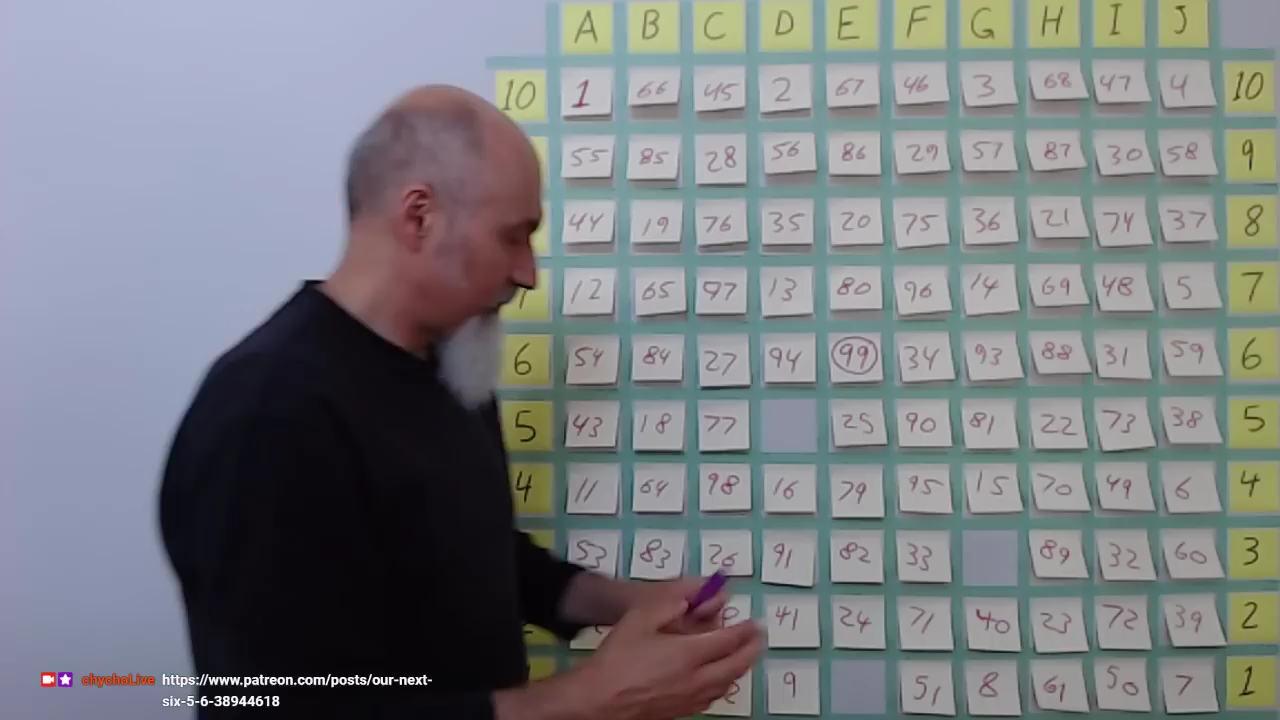 A B C D E F G H I J
10 1 66 45 2 67 46 3 68 47 4 10
55 85 28 56 86 29 57 87 30 58 9
44 19 76 35 20 75 36 21 74 37 8
12 65 97 13 80 96 14 69 48 5 7
6 54 84 27 94 99 34 93 88 31 59
5 43 18 77 25 90 81 22 73 38 5
4 11 64 98 16 79 95 15 70 49 6 4
53 83 26 91 82 33 89 32 60 3
41 24 71 40 23 72 39 2
9 51 8 61 50 7 1
chychoLive https://www.patreon.com/posts/our-next-
six-5-6-38944618